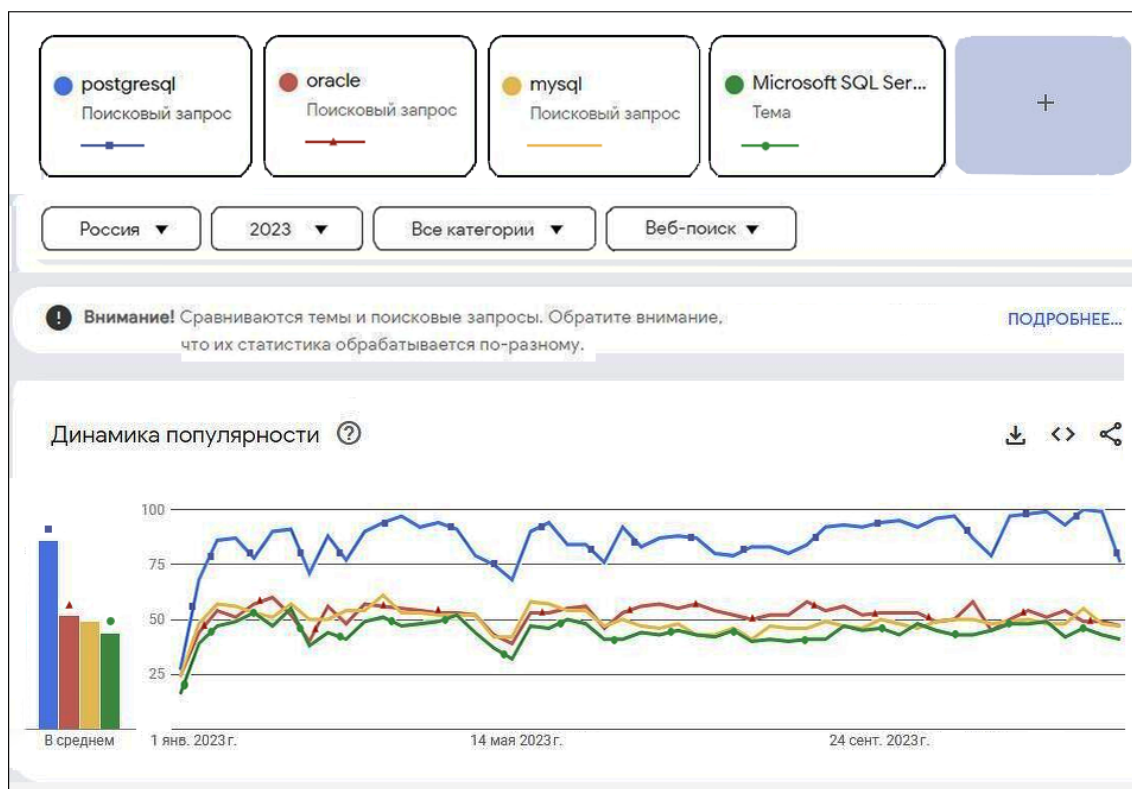 postgresql
Поисковый запрос
oracle
Поисковый запрос
mysql
Поисковый запрос
Microsoft SQL Ser...
Тема
+
Россия ▼
2023 ▼
Все категории ▼
Веб-поиск ▼
! Внимание! Сравниваются темы и поисковые запросы. Обратите внимание,
что их статистика обрабатывается по-разному.
ПОДРОБНЕЕ...
Динамика популярности ?
100
75
50
25
В среднем
1 янв. 2023 г.
14 мая 2023 г.
24 сент. 2023 г.